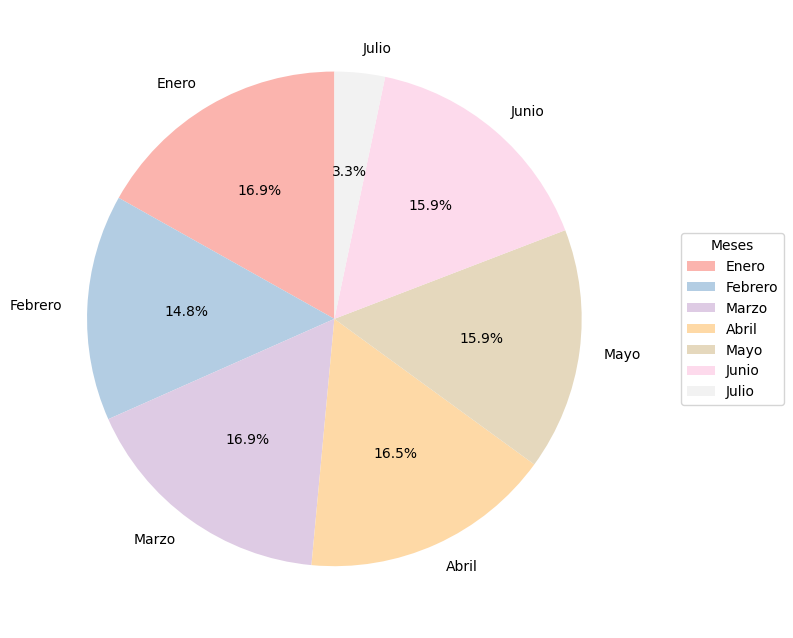 Julio
Enero
Junio
3.3%
16.9%
15.9%
Meses
Enero
Febrero
Marzo
Abril
Mayo
Junio
Julio
Febrero
14.8%
15.9%
Mayo
16.9%
16.5%
Marzo
Abril